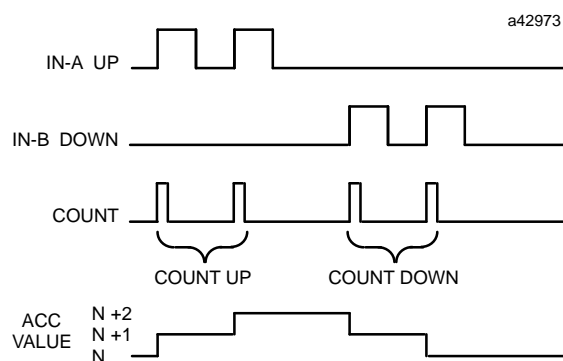 a42973
IN-A UP
IN-B DOWN
COUNT
COUNT UP COUNT DOWN
ACC VALUE
N +2
N +1
N